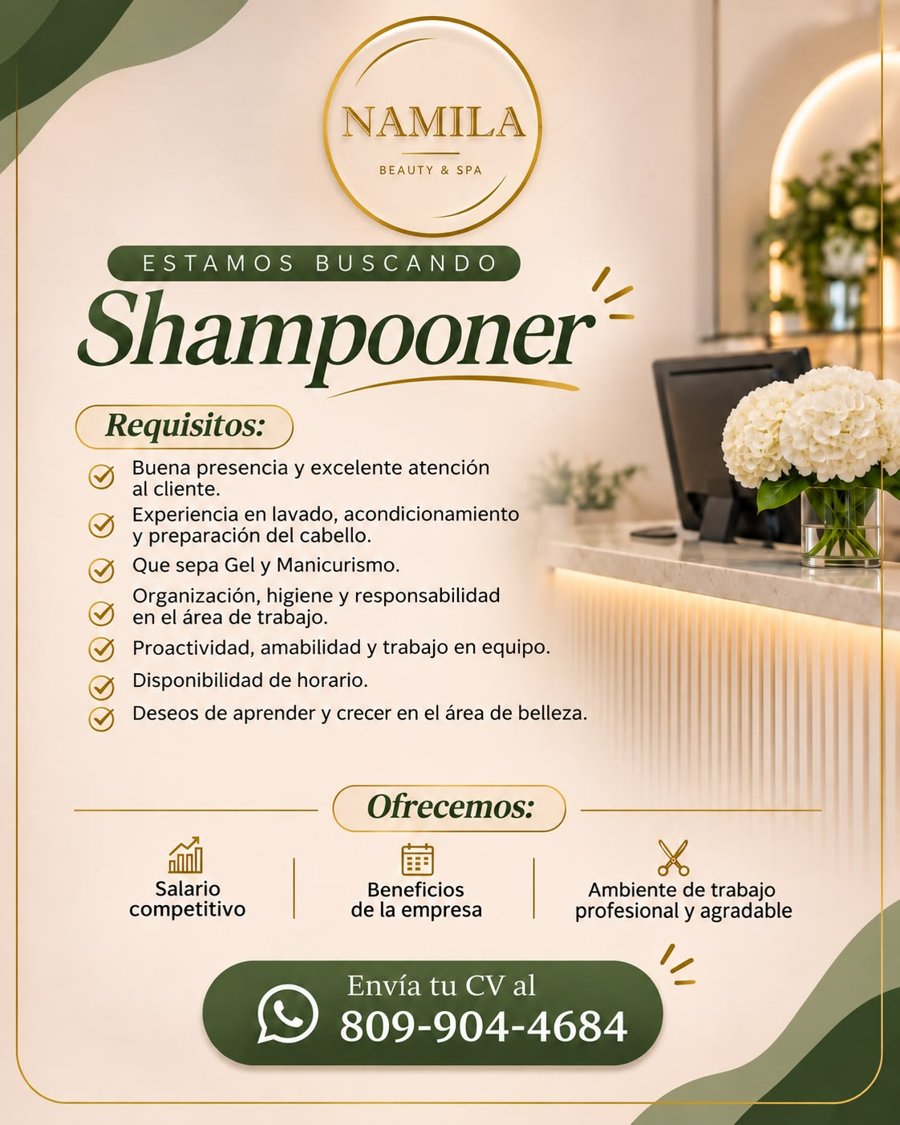 NAMILA
BEAUTY & SPA
ESTAMOS BUSCANDO
Shampooner
Requisitos:
Buena presencia y excelente atención
al cliente.
Experiencia en lavado, acondicionamiento
y preparación del cabello.
Que sepa Gel y Manicurismo.
Organización, higiene y responsabilidad
en el área de trabajo.
Proactividad, amabilidad y trabajo en equipo.
Disponibilidad de horario.
Deseos de aprender y crecer en el área de belleza.
Ofrecemos:
Salario
competitivo
Beneficios
de la empresa
Ambiente de trabajo
profesional y agradable
Envía tu CV al
809-904-4684